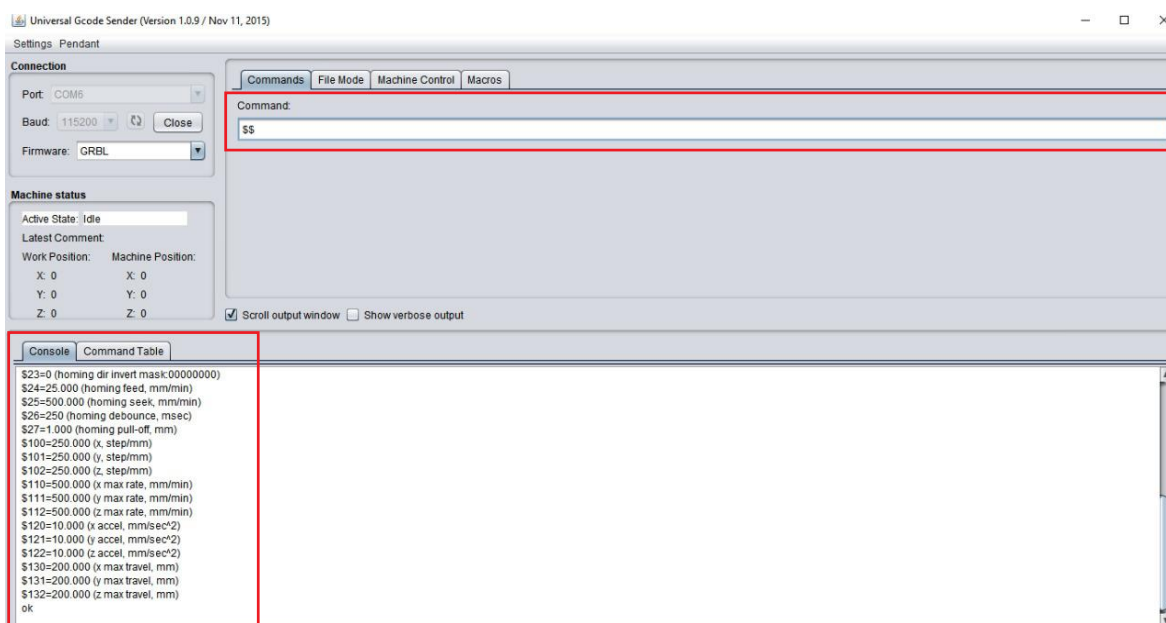 Universal Gcode Sender (Version 1.0.9 / Nov 11, 2015)
Settings Pendant
Connection
Port: COM6
Baud: 115200 Close
Firmware: GRBL
Machine status
Active State: Idle
Latest Comment:
Work Position: Machine Position:
X: 0 X: 0
Y: 0 Y: 0
Z: 0 Z: 0
Commands File Mode Machine Control Macros
Command:
$$
Scroll output window Show verbose output
Console Command Table
$23=0 (homing dir invert mask:00000000)
$24=25.000 (homing feed, mm/min)
$25=500.000 (homing seek, mm/min)
$26=250 (homing debounce, msec)
$27=1.000 (homing pull-off, mm)
$100=250.000 (x, step/mm)
$101=250.000 (y, step/mm)
$102=250.000 (z, step/mm)
$110=500.000 (x max rate, mm/min)
$111=500.000 (y max rate, mm/min)
$112=500.000 (z max rate, mm/min)
$120=10.000 (x accel, mm/sec^2)
$121=10.000 (y accel, mm/sec^2)
$122=10.000 (z accel, mm/sec^2)
$130=200.000 (x max travel, mm)
$131=200.000 (y max travel, mm)
$132=200.000 (z max travel, mm)
ok